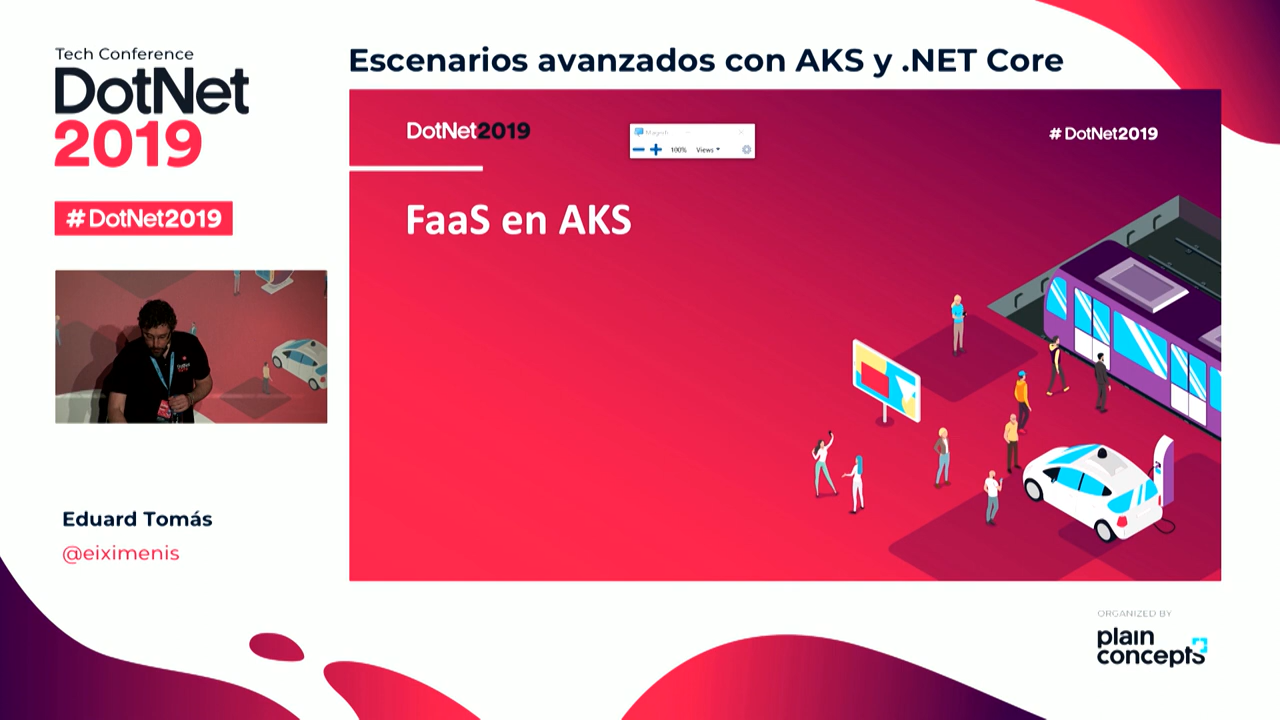 Tech Conference
DotNet
2019
#DotNet2019
Eduard Tomás
@eiximenis
Escenarios avanzados con AKS y .NET Core
DotNet2019
100%
Views
#DotNet2019
FaaS en AKS
ORGANIZED BY
plain
concepts